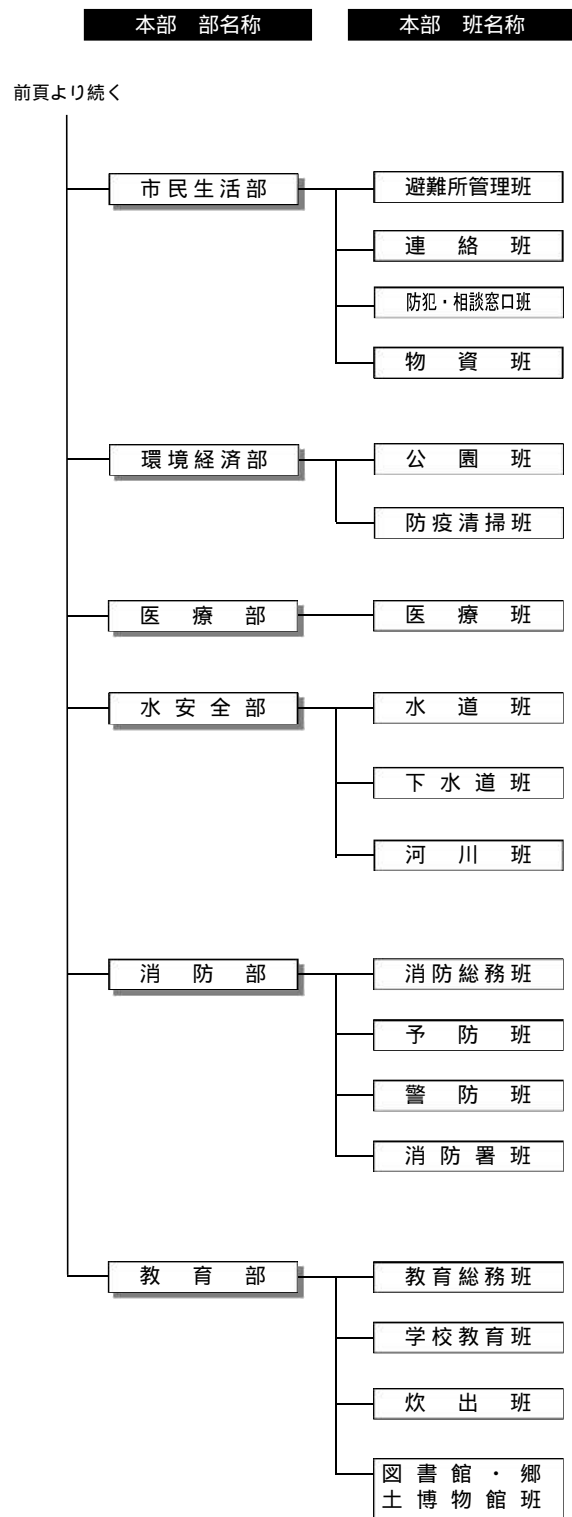 本部　部名称　　本部　班名称
前頁より続く
市民生活部　避難所管理班
連絡班
防犯・相談窓口班
物資班
環境経済部　公園班
防疫清掃班
医療部　医療班
水安全部　水道班
下水道班
河川班
消防部　消防総務班
予防班
警防班
消防署班
教育部　教育総務班
学校教育班
炊出班
図書館・郷
土博物館班